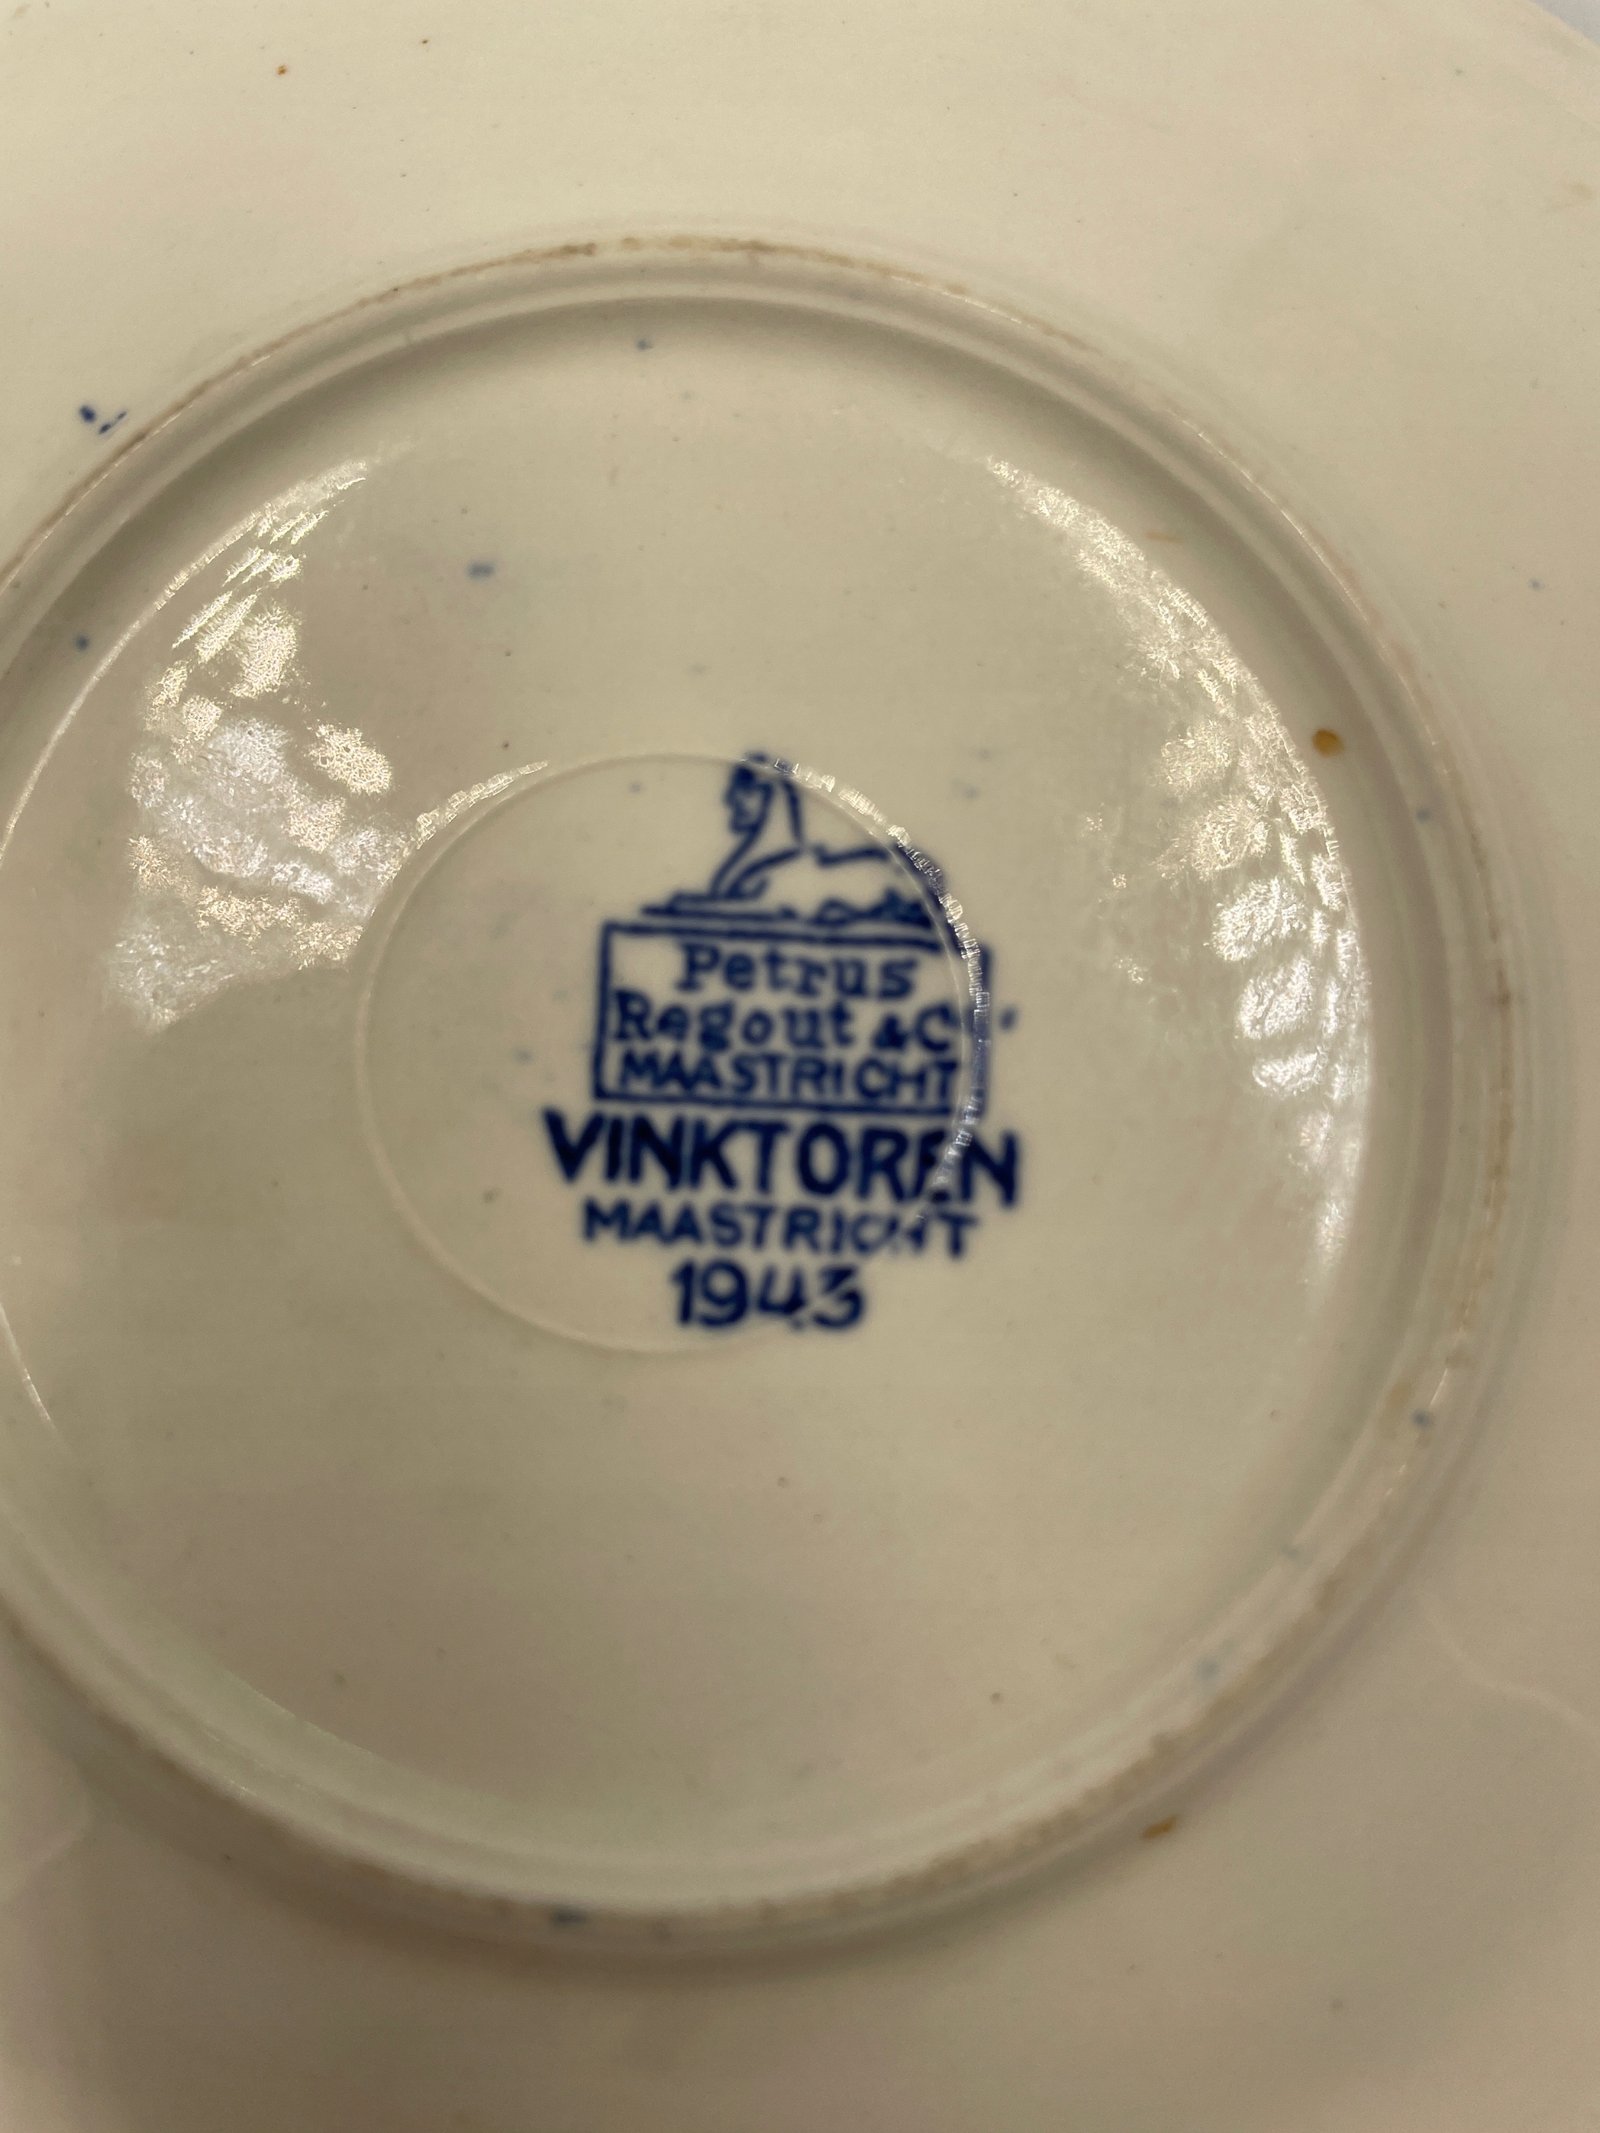 Petrus
Regout & Co
MAASTRICHT
VINKTOREN
MAASTRICHT
1943